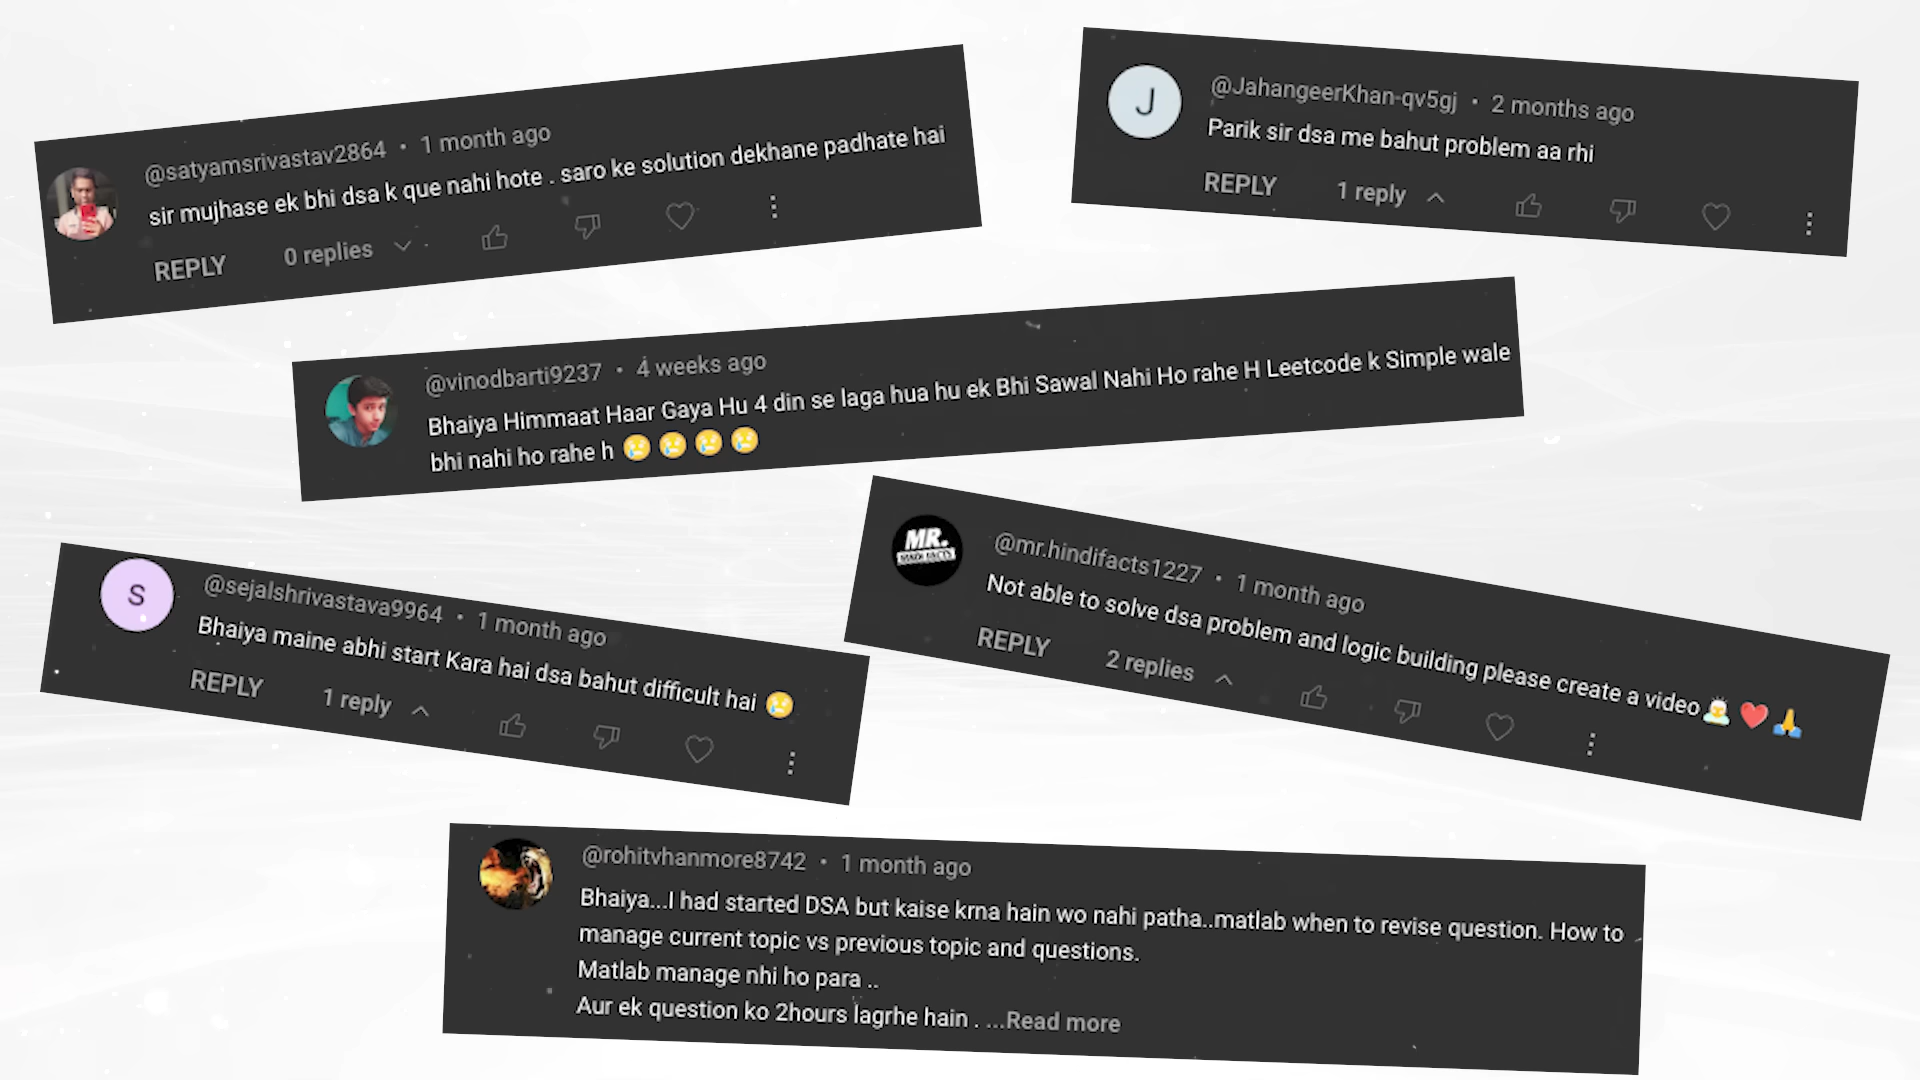 @satyamsrivastav2864 • 1 month ago
sir mujhase ek bhi dsa k que nahi hote . saro ke solution dekhane padhate hai
REPLY 0 replies
J
@JahangeerKhan-qv5gj • 2 months ago
Parik sir dsa me bahut problem aa rhi
REPLY 1 reply
@vinodbarti9237 • 4 weeks ago
Bhaiya Himmaat Haar Gaya Hu 4 din se laga hua hu ek Bhi Sawal Nahi Ho rahe H Leetcode k Simple wale
bhi nahi ho rahe h 😢 😢 😢 😢
S
@sejalshrivastava9964 • 1 month ago
Bhaiya maine abhi start Kara hai dsa bahut difficult hai 😢
REPLY 1 reply
MR.
HINDI FACTS
@mr.hindifacts1227 • 1 month ago
Not able to solve dsa problem and logic building please create a video ❤️ 🙏
REPLY 2 replies
@rohitvhanmore8742 • 1 month ago
Bhaiya...I had started DSA but kaise krna hain wo nahi patha..matlab when to revise question. How to
manage current topic vs previous topic and questions.
Matlab manage nhi ho para ..
Aur ek question ko 2hours lagrhe hain . ...Read more